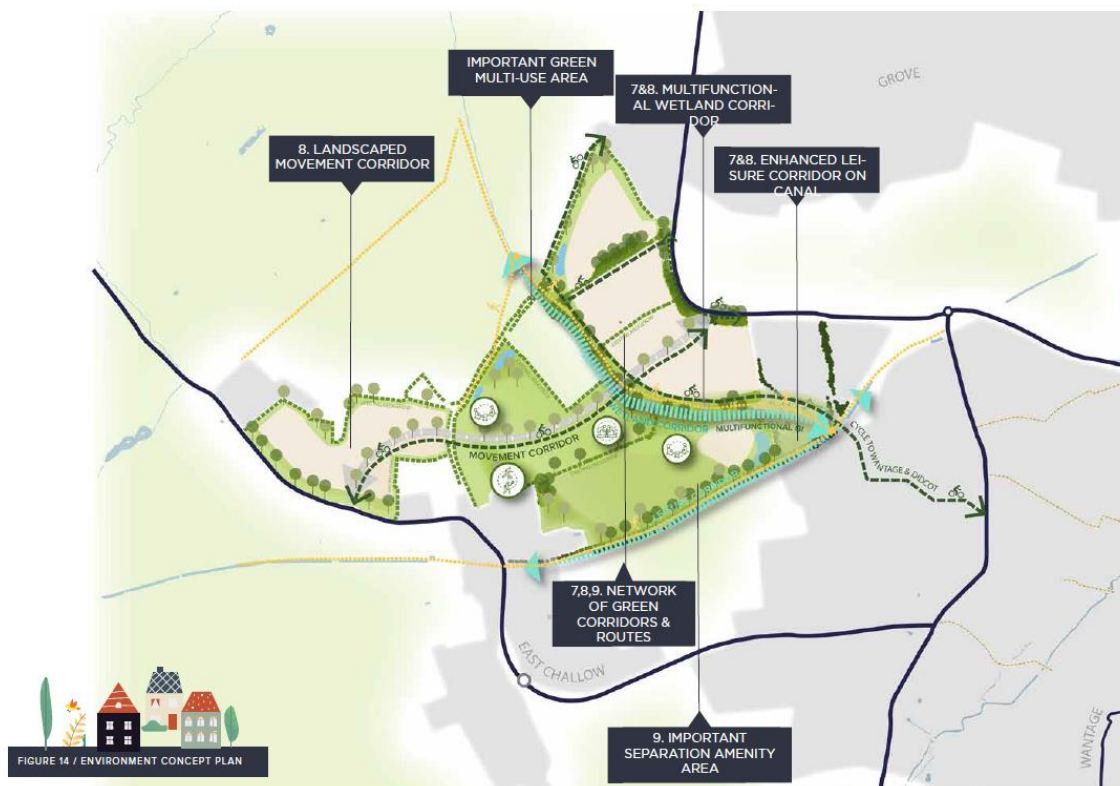 IMPORTANT GREEN
MULTI-USE AREA
7&8. MULTIFUNCTION-
AL WETLAND CORRI-
DOR
GROVE
8. LANDSCAPED
MOVEMENT CORRIDOR
7&8. ENHANCED LEI-
SURE CORRIDOR ON
CANAL
MOVEMENT CORRIDOR
CORRIDOR
MULTIFUNCTIONAL
CYCLE TO WANTAGE & DIDCOT
7,8,9. NETWORK
OF GREEN
CORRIDORS &
ROUTES
EAST CHALLOW
9. IMPORTANT
SEPARATION AMENITY
AREA
WANTAGE
FIGURE 14 / ENVIRONMENT CONCEPT PLAN